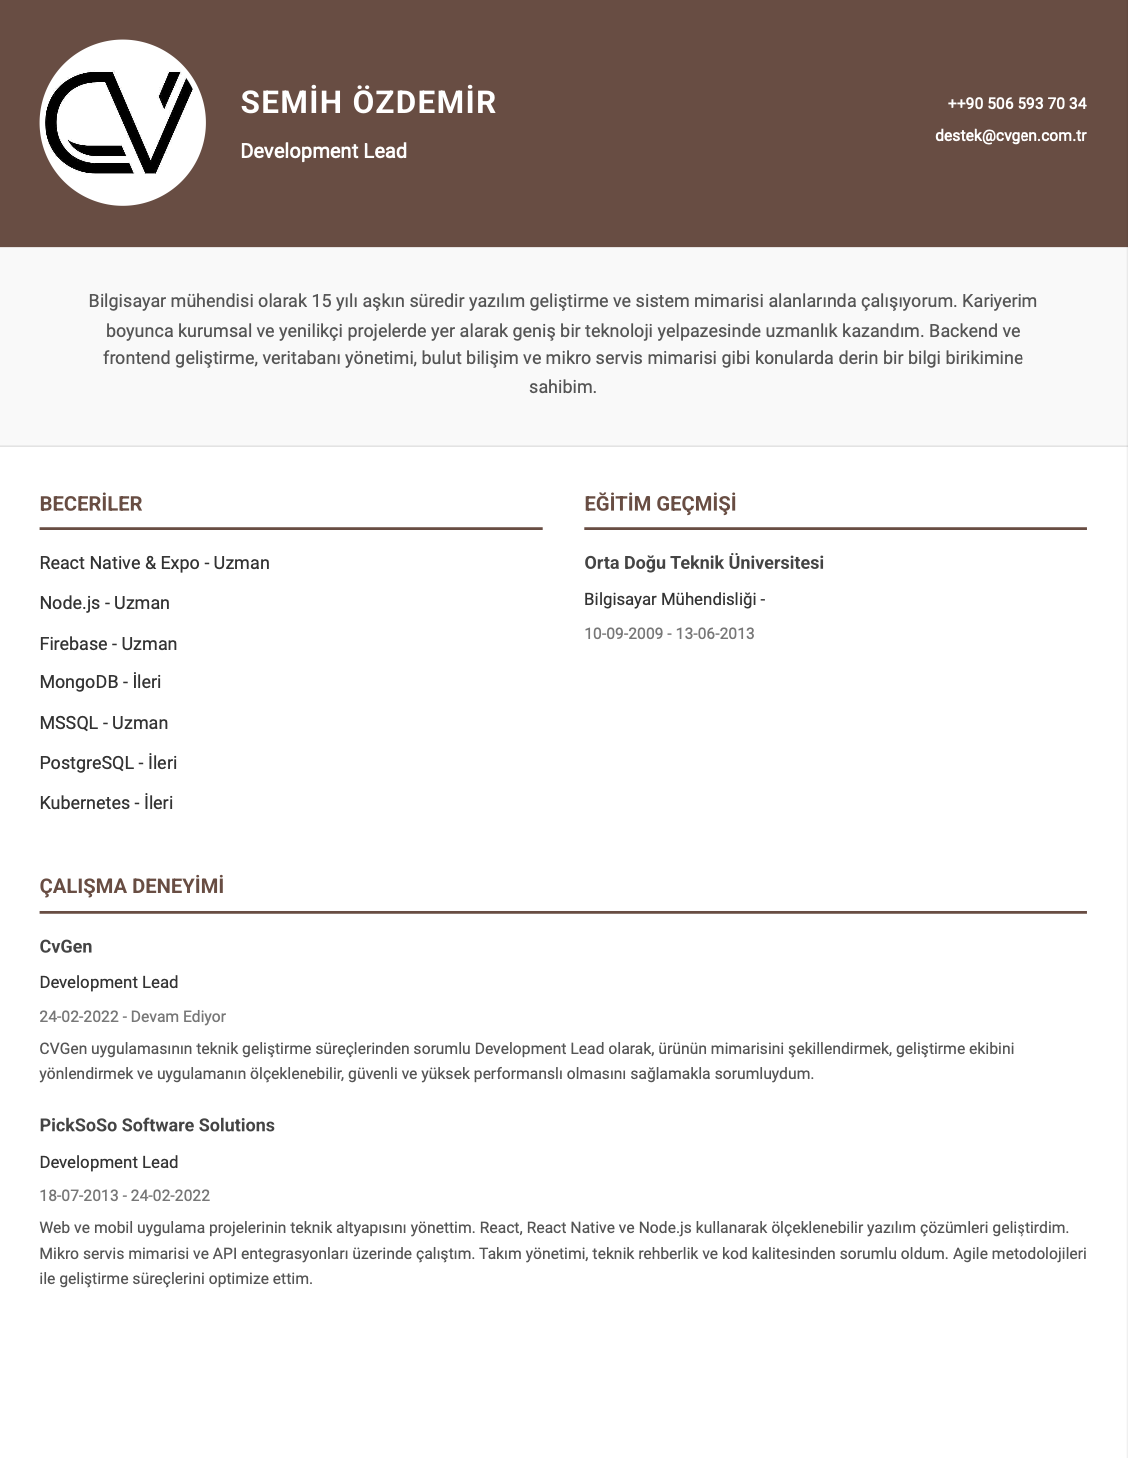 CV
SEMİH ÖZDEMİR
Development Lead
++90 506 593 70 34
destek@cvgen.com.tr
Bilgisayar mühendisi olarak 15 yılı aşkın süredir yazılım geliştirme ve sistem mimarisi alanlarında çalışıyorum. Kariyerim
boyunca kurumsal ve yenilikçi projelerde yer alarak geniş bir teknoloji yelpazesinde uzmanlık kazandım. Backend ve
frontend geliştirme, veritabanı yönetimi, bulut bilişim ve mikro servis mimarisi gibi konularda derin bir bilgi birikimine
sahibim.
BECERİLER
React Native & Expo - Uzman
Node.js - Uzman
Firebase - Uzman
MongoDB - İleri
MSSQL - Uzman
PostgreSQL - İleri
Kubernetes - İleri
EĞİTİM GEÇMİŞİ
Orta Doğu Teknik Üniversitesi
Bilgisayar Mühendisliği -
10-09-2009 - 13-06-2013
ÇALIŞMA DENEYİMİ
CvGen
Development Lead
24-02-2022 - Devam Ediyor
CVGen uygulamasının teknik geliştirme süreçlerinden sorumlu Development Lead olarak, ürünün mimarisini şekillendirmek, geliştirme ekibini
yönlendirmek ve uygulamanın ölçeklenebilir, güvenli ve yüksek performanslı olmasını sağlamakla sorumluydum.
PickSoSo Software Solutions
Development Lead
18-07-2013 - 24-02-2022
Web ve mobil uygulama projelerinin teknik altyapısını yönettim. React, React Native ve Node.js kullanarak ölçeklenebilir yazılım çözümleri geliştirdim.
Mikro servis mimarisi ve API entegrasyonları üzerinde çalıştım. Takım yönetimi, teknik rehberlik ve kod kalitesinden sorumlu oldum. Agile metodolojileri
ile geliştirme süreçlerini optimize ettim.